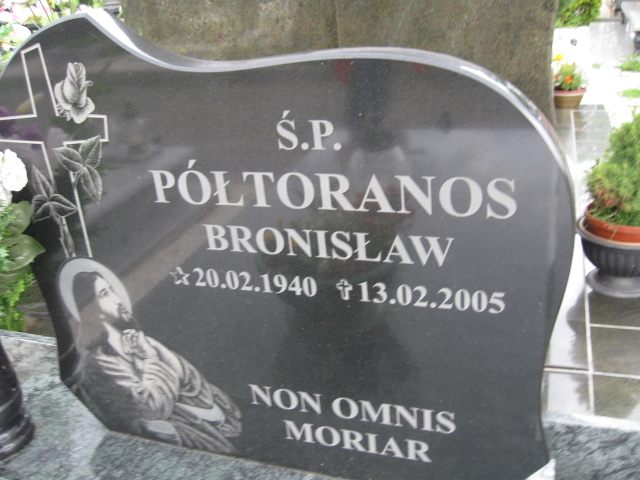 Ś.P.
PÓŁTORANOS
BRONISŁAW
☆20.02.1940 ✝13.02.2005
NON OMNIS
MORIAR